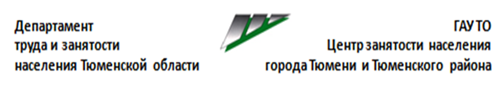 Департамент
труда и занятости
населения Тюменской области
ГАУ ТО
Центр занятости населения
города Тюмени и Тюменского района